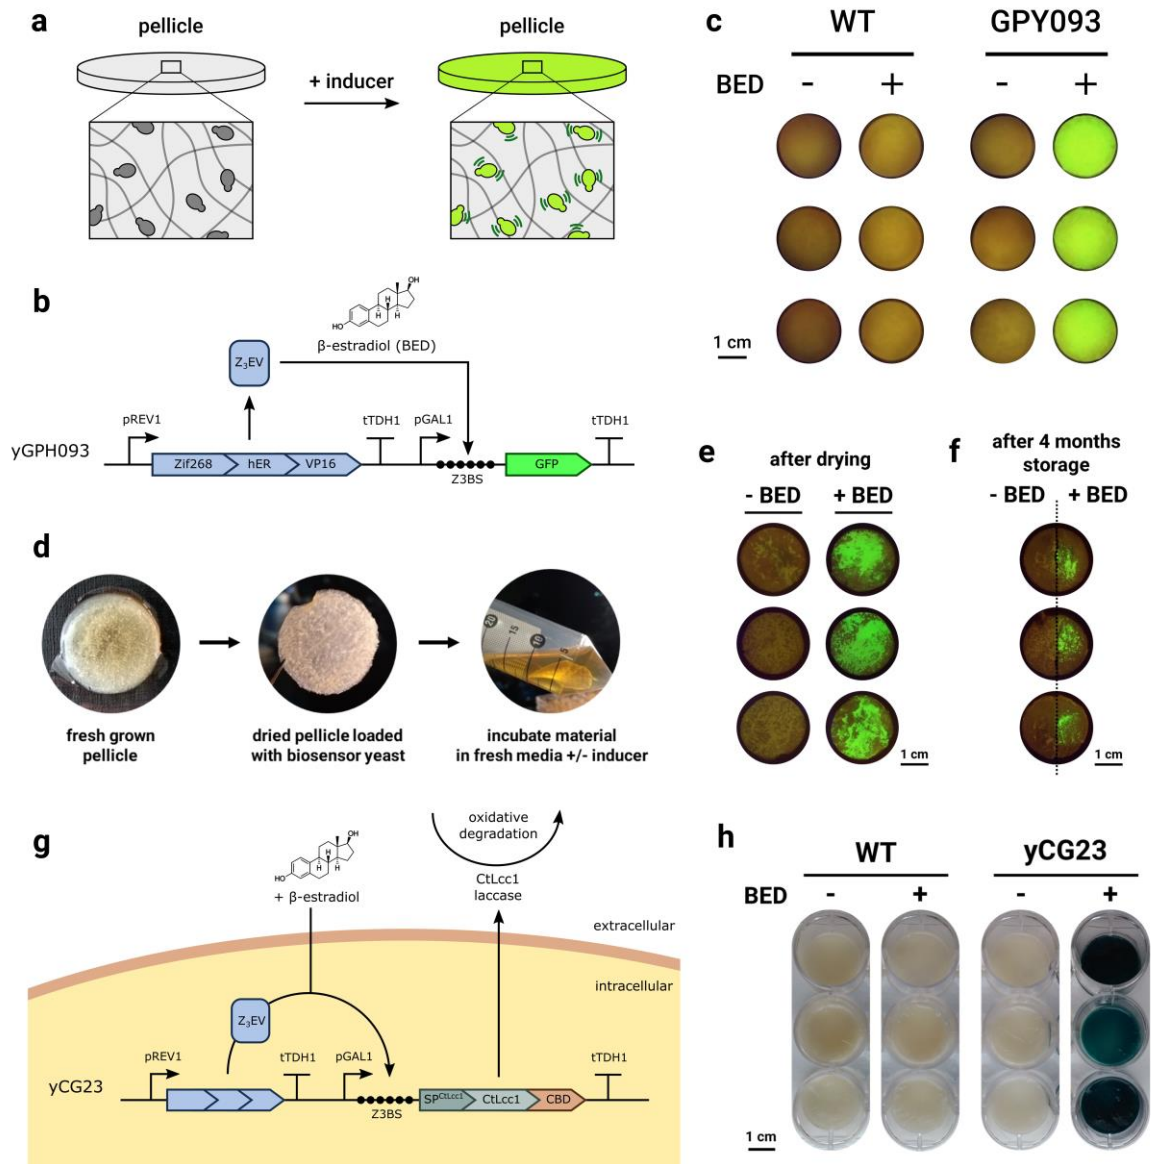 a
pellicle
pellicle
+ inducer
b
β-estradiol (BED)
OH
H
H
H
HO
Z₃EV
pREV1
tTDH1
pGAL1
tTDH1
yGPH093
Zif268
hER
VP16
Z3BS
GFP
c
WT
GPY093
BED
-
+
-
+
1 cm
d
fresh grown
pellicle
dried pellicle loaded
with biosensor yeast
20
15
10
5
incubate material
in fresh media +/- inducer
e
after drying
- BED
+ BED
1 cm
f
after 4 months
storage
- BED
+ BED
1 cm
g
OH
H
H
H
HO
+ β-estradiol
oxidative
degradation
CtLcc1
laccase
extracellular
intracellular
Z₃EV
pREV1
tTDH1
pGAL1
tTDH1
yCG23
Z3BS
SPᶜᵗᴸᶜᶜ¹
CtLcc1
CBD
h
WT
yCG23
BED
-
+
-
+
1 cm